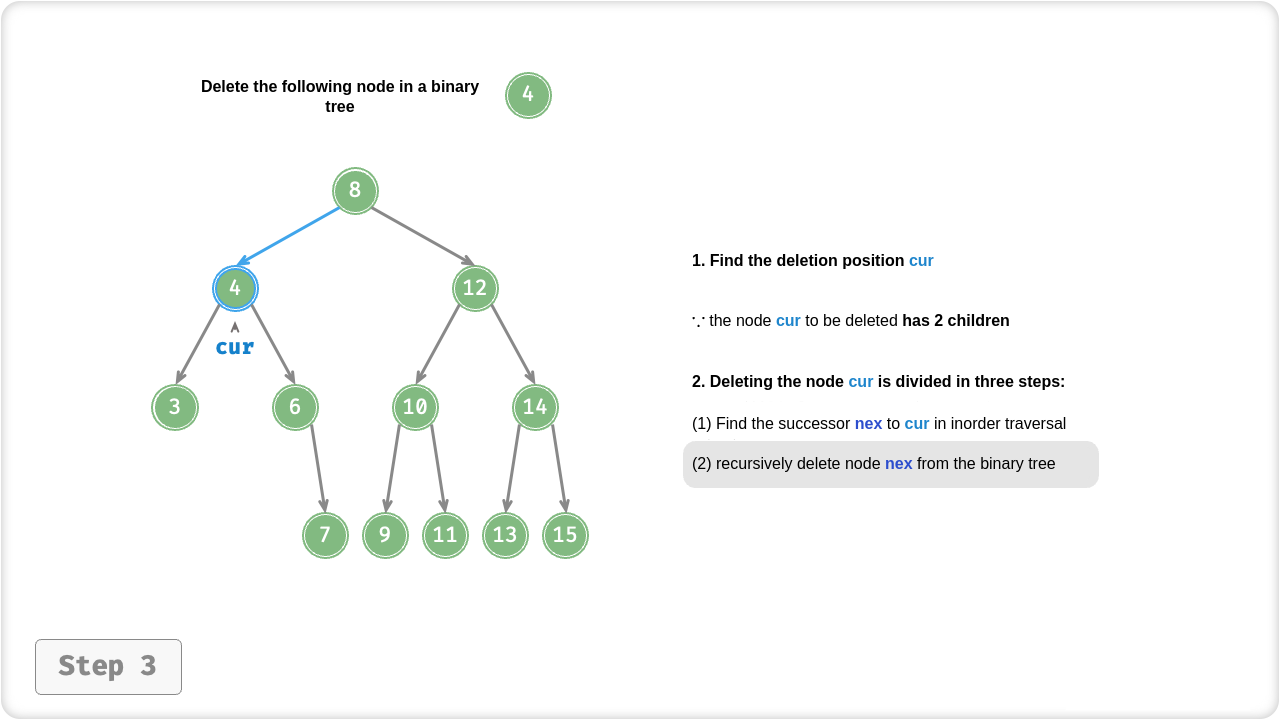 Delete the following node in a binary
tree
4
8
4
12
cur
3
6
10
14
7
9
11
13
15
1. Find the deletion position cur
∵ the node cur to be deleted has 2 children
2. Deleting the node cur is divided in three steps:
(1) Find the successor nex to cur in inorder traversal
(2) recursively delete node nex from the binary tree
Step 3